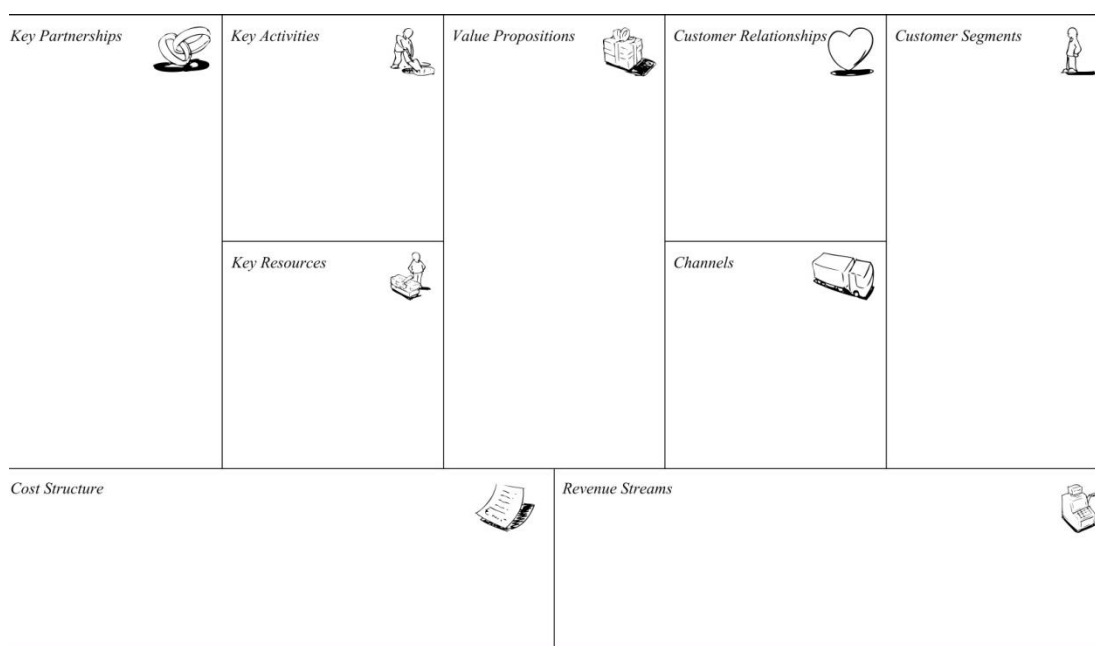 Key Partnerships
Key Activities
Value Propositions
Customer Relationships
Customer Segments
Key Resources
Channels
Cost Structure
Revenue Streams